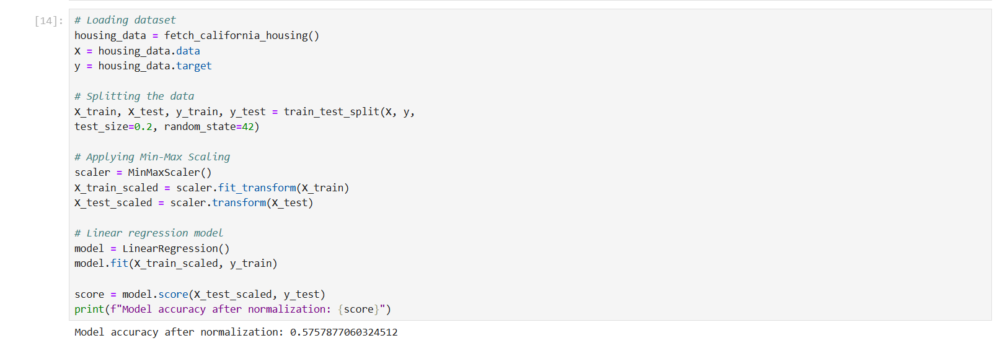 [14]:
# Loading dataset
housing_data = fetch_california_housing()
X = housing_data.data
y = housing_data.target
# Splitting the data
X_train, X_test, y_train, y_test = train_test_split(X, y,
test_size=0.2, random_state=42)
# Applying Min-Max Scaling
scaler = MinMaxScaler()
X_train_scaled = scaler.fit_transform(X_train)
X_test_scaled = scaler.transform(X_test)
# Linear regression model
model = LinearRegression()
model.fit(X_train_scaled, y_train)
score = model.score(X_test_scaled, y_test)
print(f"Model accuracy after normalization: {score}")
Model accuracy after normalization: 0.5757877060324512